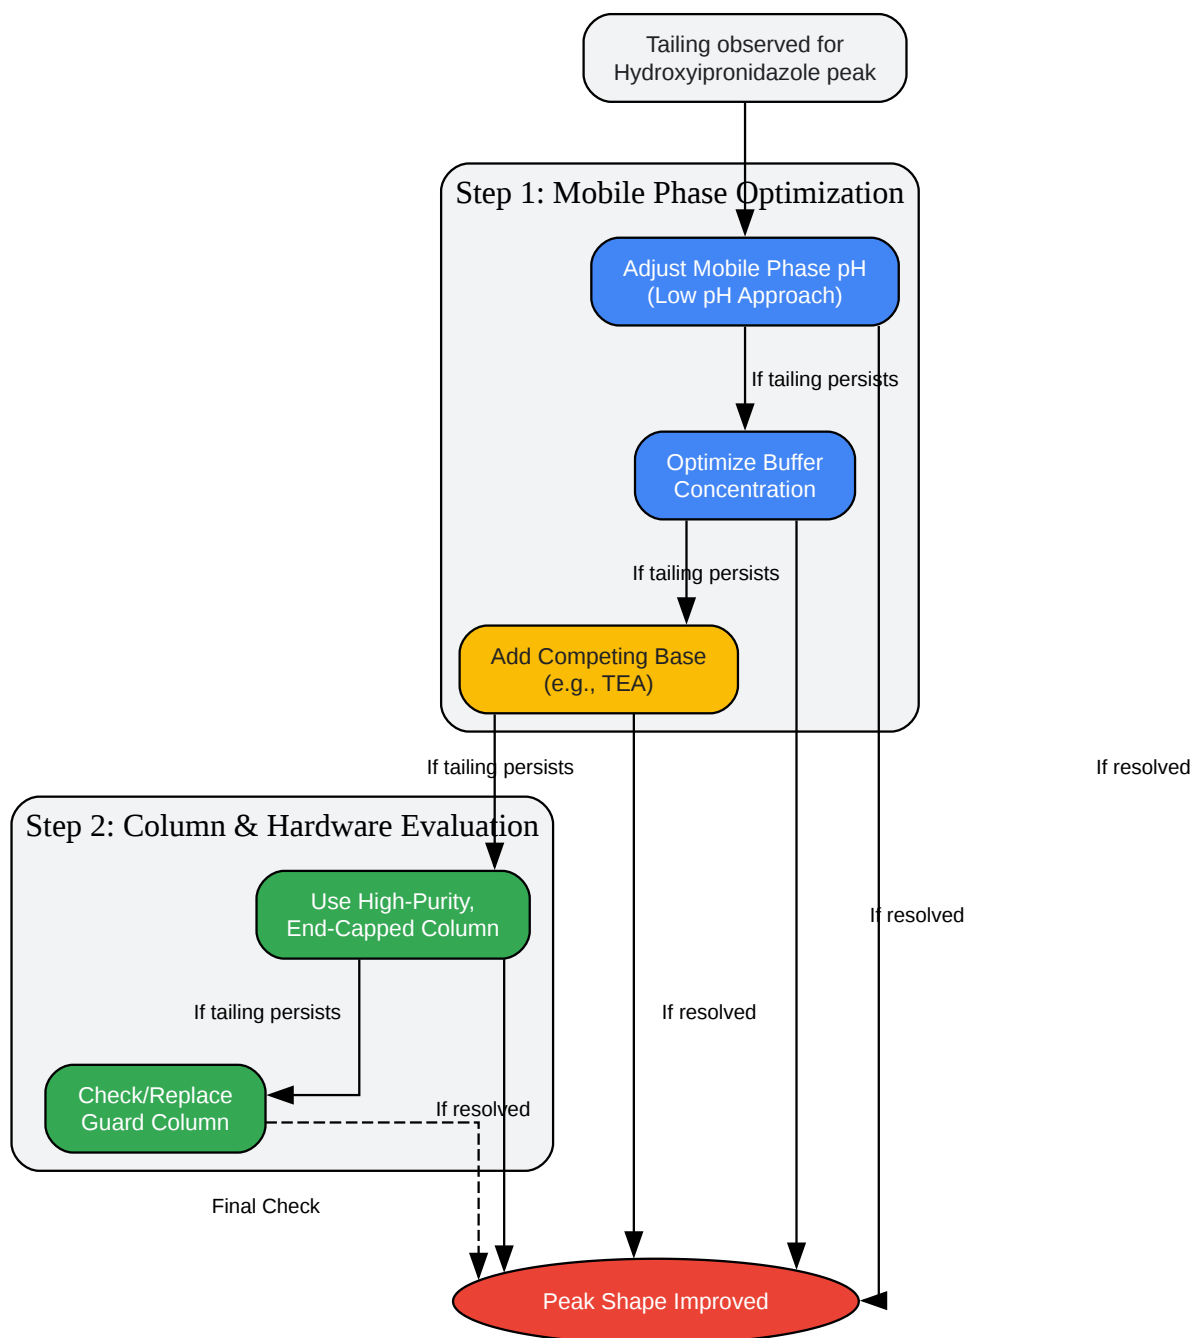 Tailing observed for
Hydroxyipronidazole peak
Step 1: Mobile Phase Optimization
Adjust Mobile Phase pH
(Low pH Approach)
If tailing persists
Optimize Buffer
Concentration
If tailing persists
Add Competing Base
(e.g., TEA)
If tailing persists
If resolved
Step 2: Column & Hardware Evaluation
Use High-Purity,
End-Capped Column
If resolved
If tailing persists
If resolved
Check/Replace
Guard Column
If resolved
Final Check
Peak Shape Improved